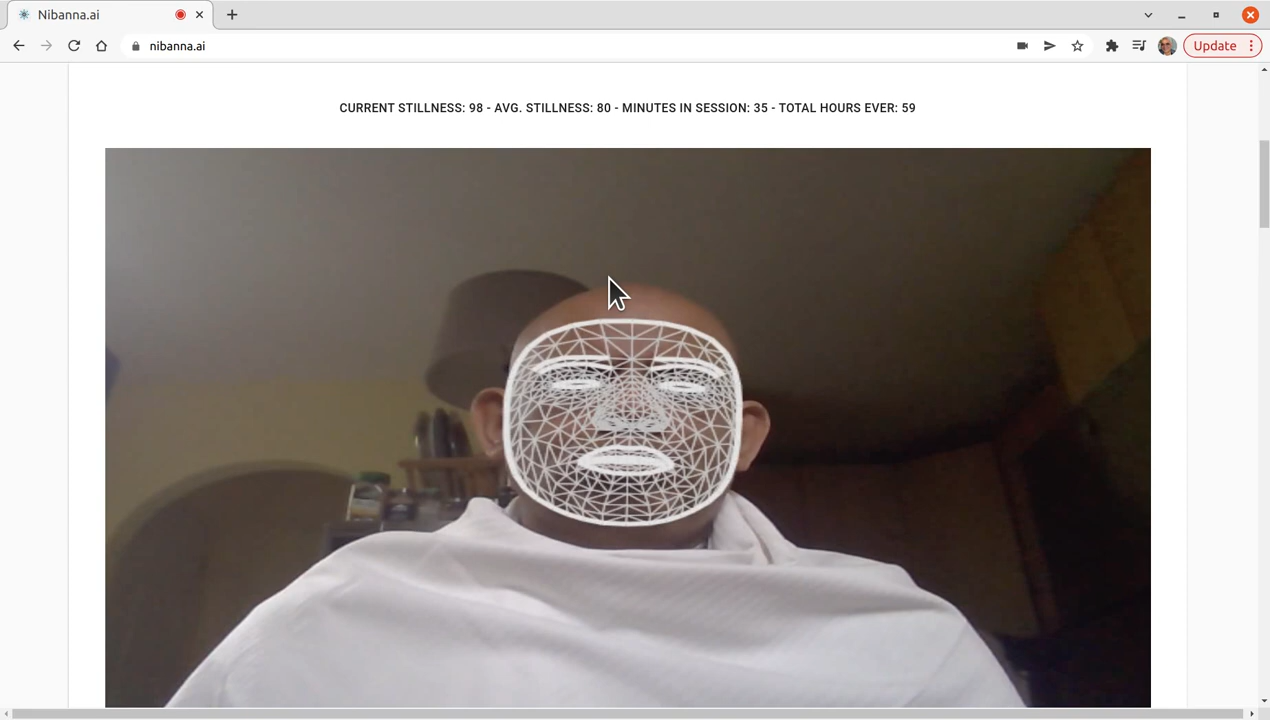 Nibanna.ai
nibanna.ai
Update
CURRENT STILLNESS: 98 - AVG. STILLNESS: 80 - MINUTES IN SESSION: 35 - TOTAL HOURS EVER: 59